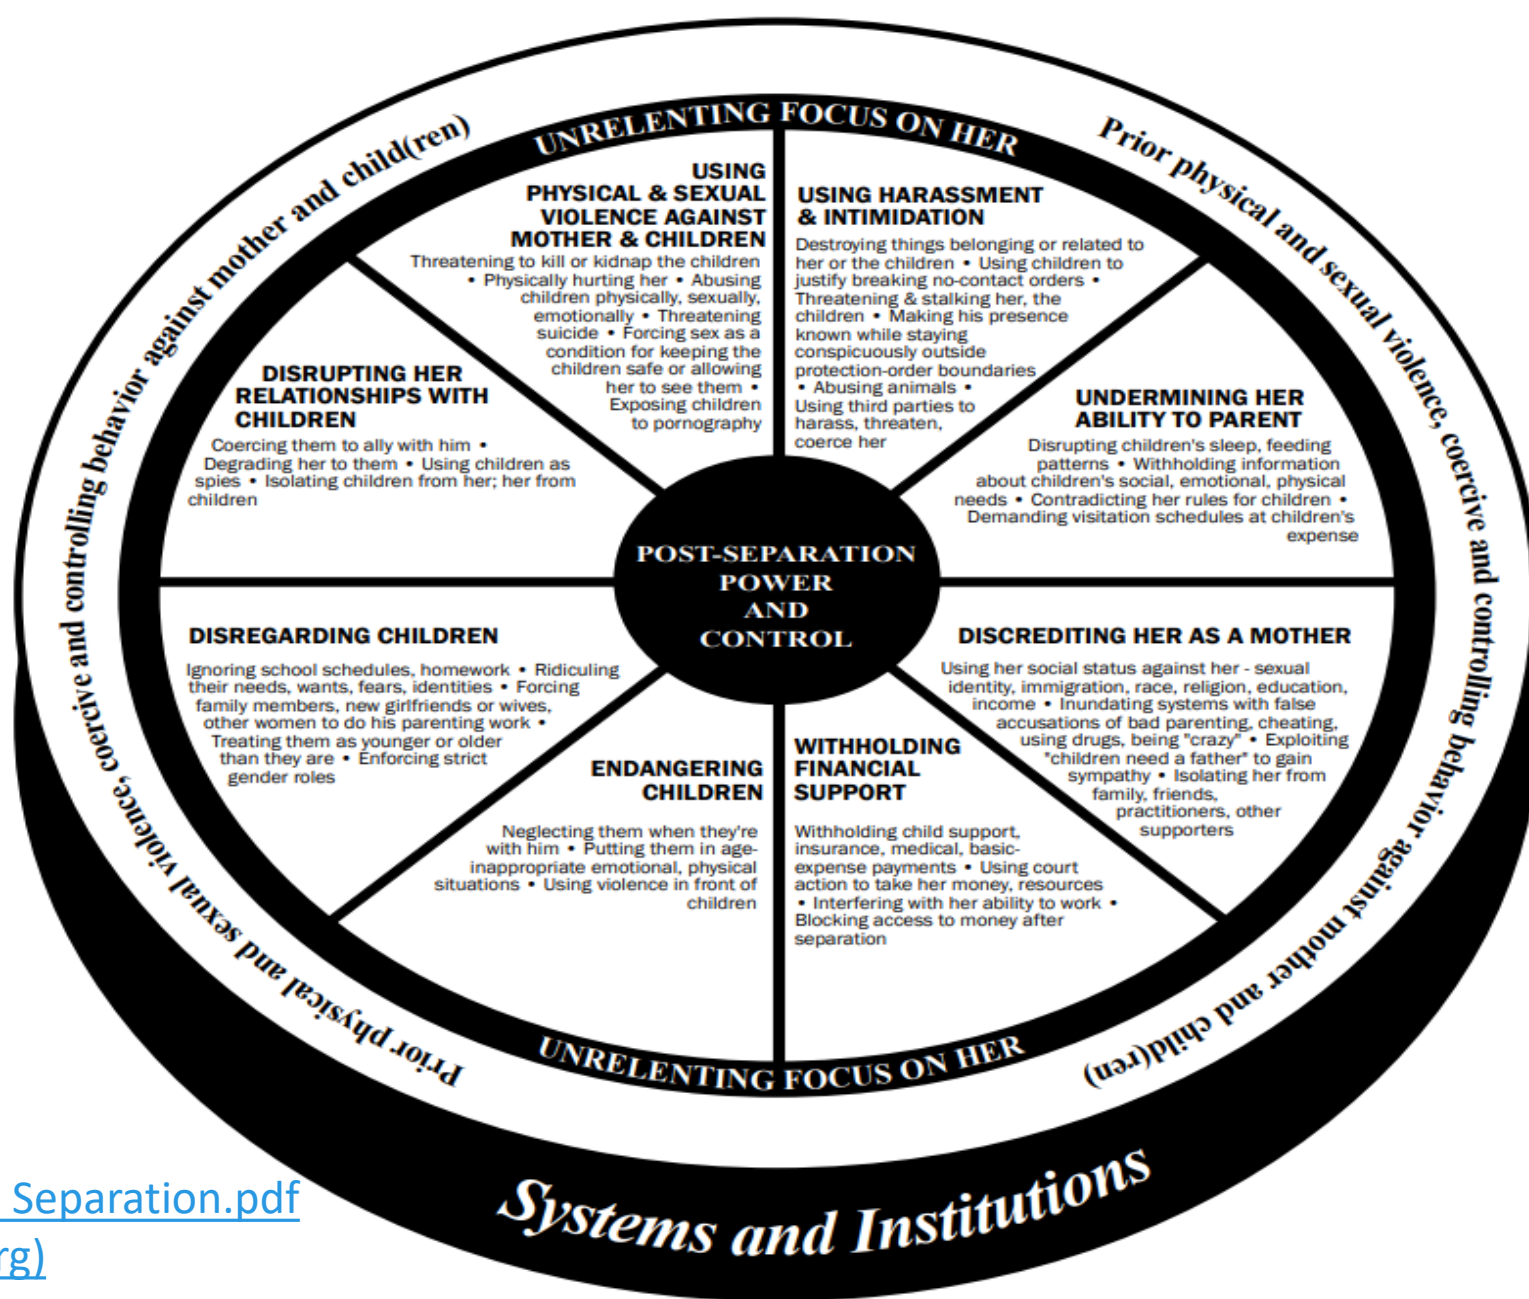 Prior physical and sexual violence, coercive and controlling behavior against mother and child(ren)
Prior physical and sexual violence, coercive and controlling behavior against mother and child(ren)
UNRELENTING FOCUS ON HER
USING
PHYSICAL & SEXUAL
VIOLENCE AGAINST
MOTHER & CHILDREN
Threatening to kill or kidnap the children
• Physically hurting her • Abusing
children physically, sexually,
emotionally • Threatening
suicide • Forcing sex as a
condition for keeping the
children safe or allowing
her to see them •
Exposing children
to pornography
USING HARASSMENT
& INTIMIDATION
Destroying things belonging or related to
her or the children • Using children to
justify breaking no-contact orders •
Threatening & stalking her, the
children • Making his presence
known while staying
conspicuously outside
protection-order boundaries
• Abusing animals •
Using third parties to
harass, threaten,
coerce her
UNDERMINING HER
ABILITY TO PARENT
Disrupting children's sleep, feeding
patterns • Withholding information
about children's social, emotional, physical
needs • Contradicting her rules for children •
Demanding visitation schedules at children's
expense
DISCREDITING HER AS A MOTHER
Using her social status against her - sexual
identity, immigration, race, religion, education,
income • Inundating systems with false
accusations of bad parenting, cheating,
using drugs, being "crazy" • Exploiting
"children need a father" to gain
sympathy • Isolating her from
family, friends,
practitioners, other
supporters
WITHHOLDING
FINANCIAL
SUPPORT
Withholding child support,
insurance, medical, basic-
expense payments • Using court
action to take her money, resources
• Interfering with her ability to work •
Blocking access to money after
separation
ENDANGERING
CHILDREN
Neglecting them when they're
with him • Putting them in age-
inappropriate emotional, physical
situations • Using violence in front of
children
DISREGARDING CHILDREN
Ignoring school schedules, homework • Ridiculing
their needs, wants, fears, identities • Forcing
family members, new girlfriends or wives,
other women to do his parenting work •
Treating them as younger or older
than they are • Enforcing strict
gender roles
DISRUPTING HER
RELATIONSHIPS WITH
CHILDREN
Coercing them to ally with him •
Degrading her to them • Using children as
spies • Isolating children from her; her from
children
POST-SEPARATION
POWER
AND
CONTROL
UNRELENTING FOCUS ON HER
Systems and Institutions
Separation.pdf
rg)